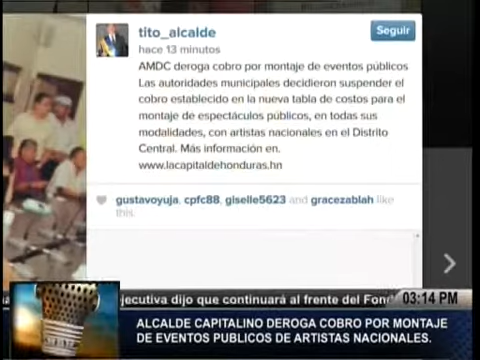 tito_alcalde
Seguir
hace 13 minutos
AMDC deroga cobro por montaje de eventos públicos
Las autoridades municipales decidieron suspender el
cobro establecido en la nueva tabla de costos para el
montaje de espectáculos públicos, en todas sus
modalidades, con artistas nacionales en el Distrito
Central. Más información en.
www.lacapitaldehonduras.hn
gustavoyuja, cpfc88, giselle5623 and gracezablah like
this.
ejecutiva dijo que continuará al frente del Fon
03:14 PM
ALCALDE CAPITALINO DEROGA COBRO POR MONTAJE
DE EVENTOS PUBLICOS DE ARTISTAS NACIONALES.